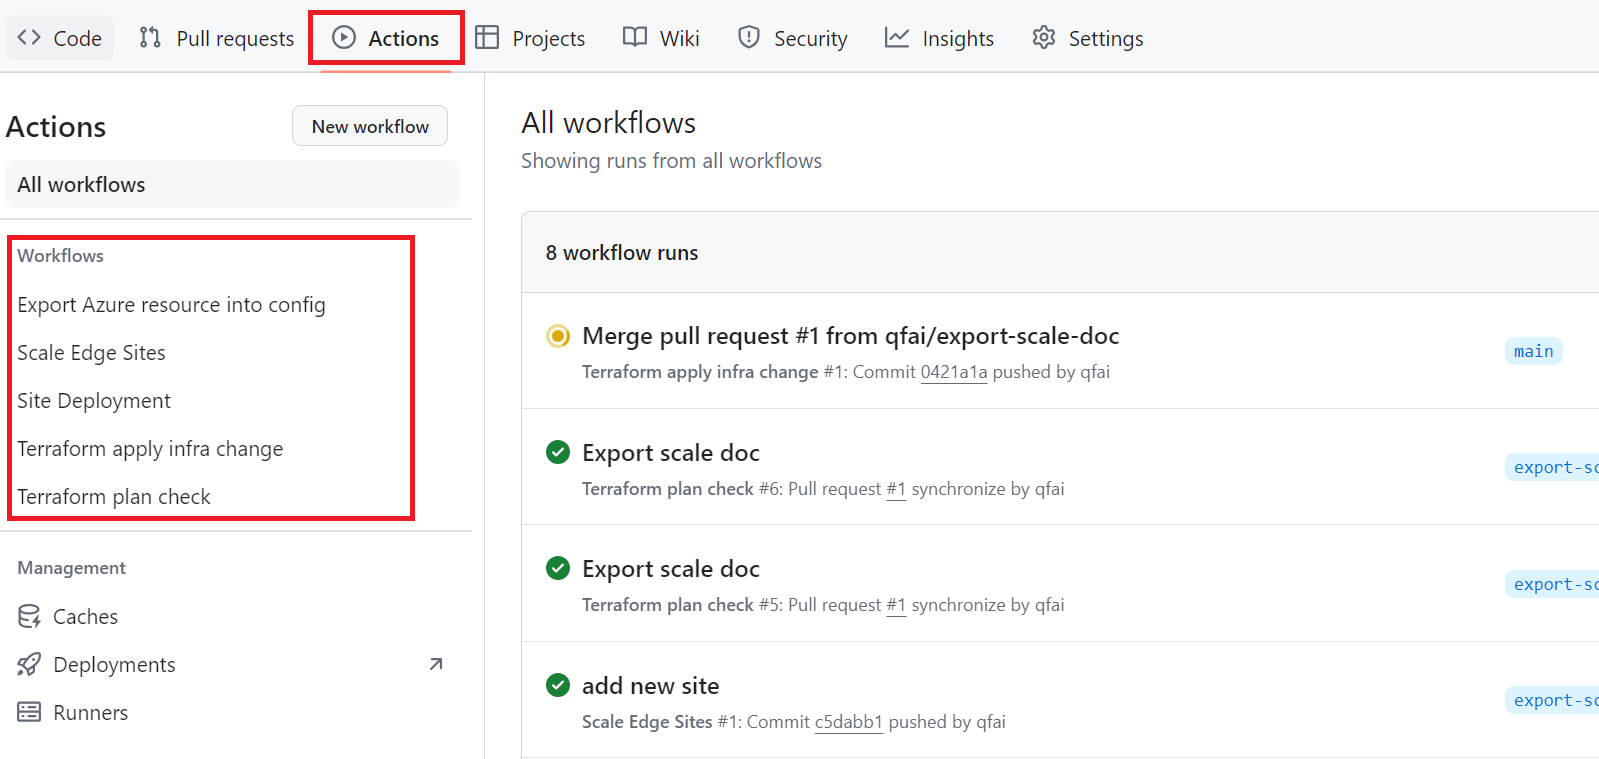 Code Pull requests Actions Projects Wiki Security Insights Settings
Actions
New workflow
All workflows
Workflows
Export Azure resource into config
Scale Edge Sites
Site Deployment
Terraform apply infra change
Terraform plan check
Management
Caches
Deployments
Runners
All workflows
Showing runs from all workflows
8 workflow runs
Merge pull request #1 from qfai/export-scale-doc
Terraform apply infra change #1: Commit 0421a1a pushed by qfai
main
Export scale doc
Terraform plan check #6: Pull request #1 synchronize by qfai
export-sc
Export scale doc
Terraform plan check #5: Pull request #1 synchronize by qfai
export-sc
add new site
Scale Edge Sites #1: Commit c5dabb1 pushed by qfai
export-sc